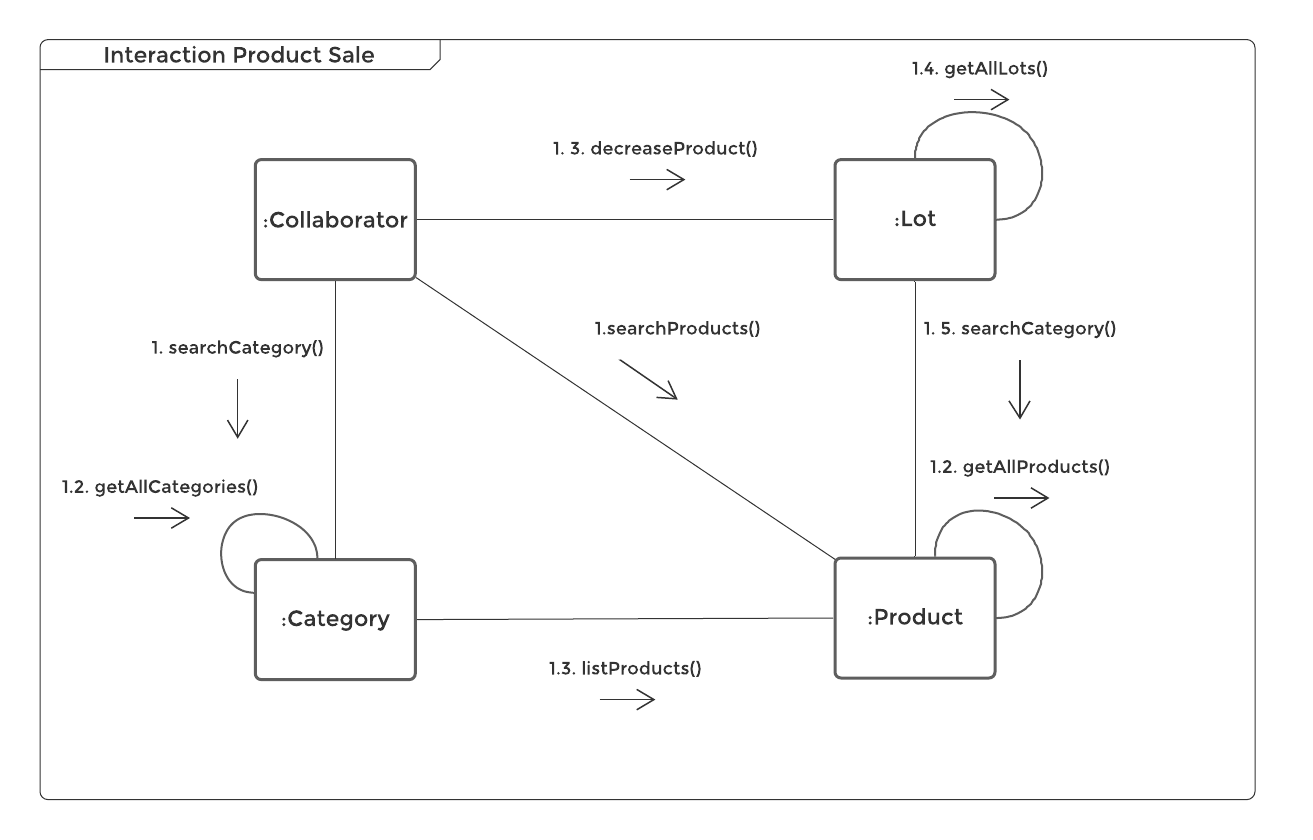 Interaction Product Sale
1.4. getAllLots()
1. 3. decreaseProduct()
:Collaborator
:Lot
1.searchProducts()
1. 5. searchCategory()
1. searchCategory()
1.2. getAllProducts()
1.2. getAllCategories()
:Category
:Product
1.3. listProducts()